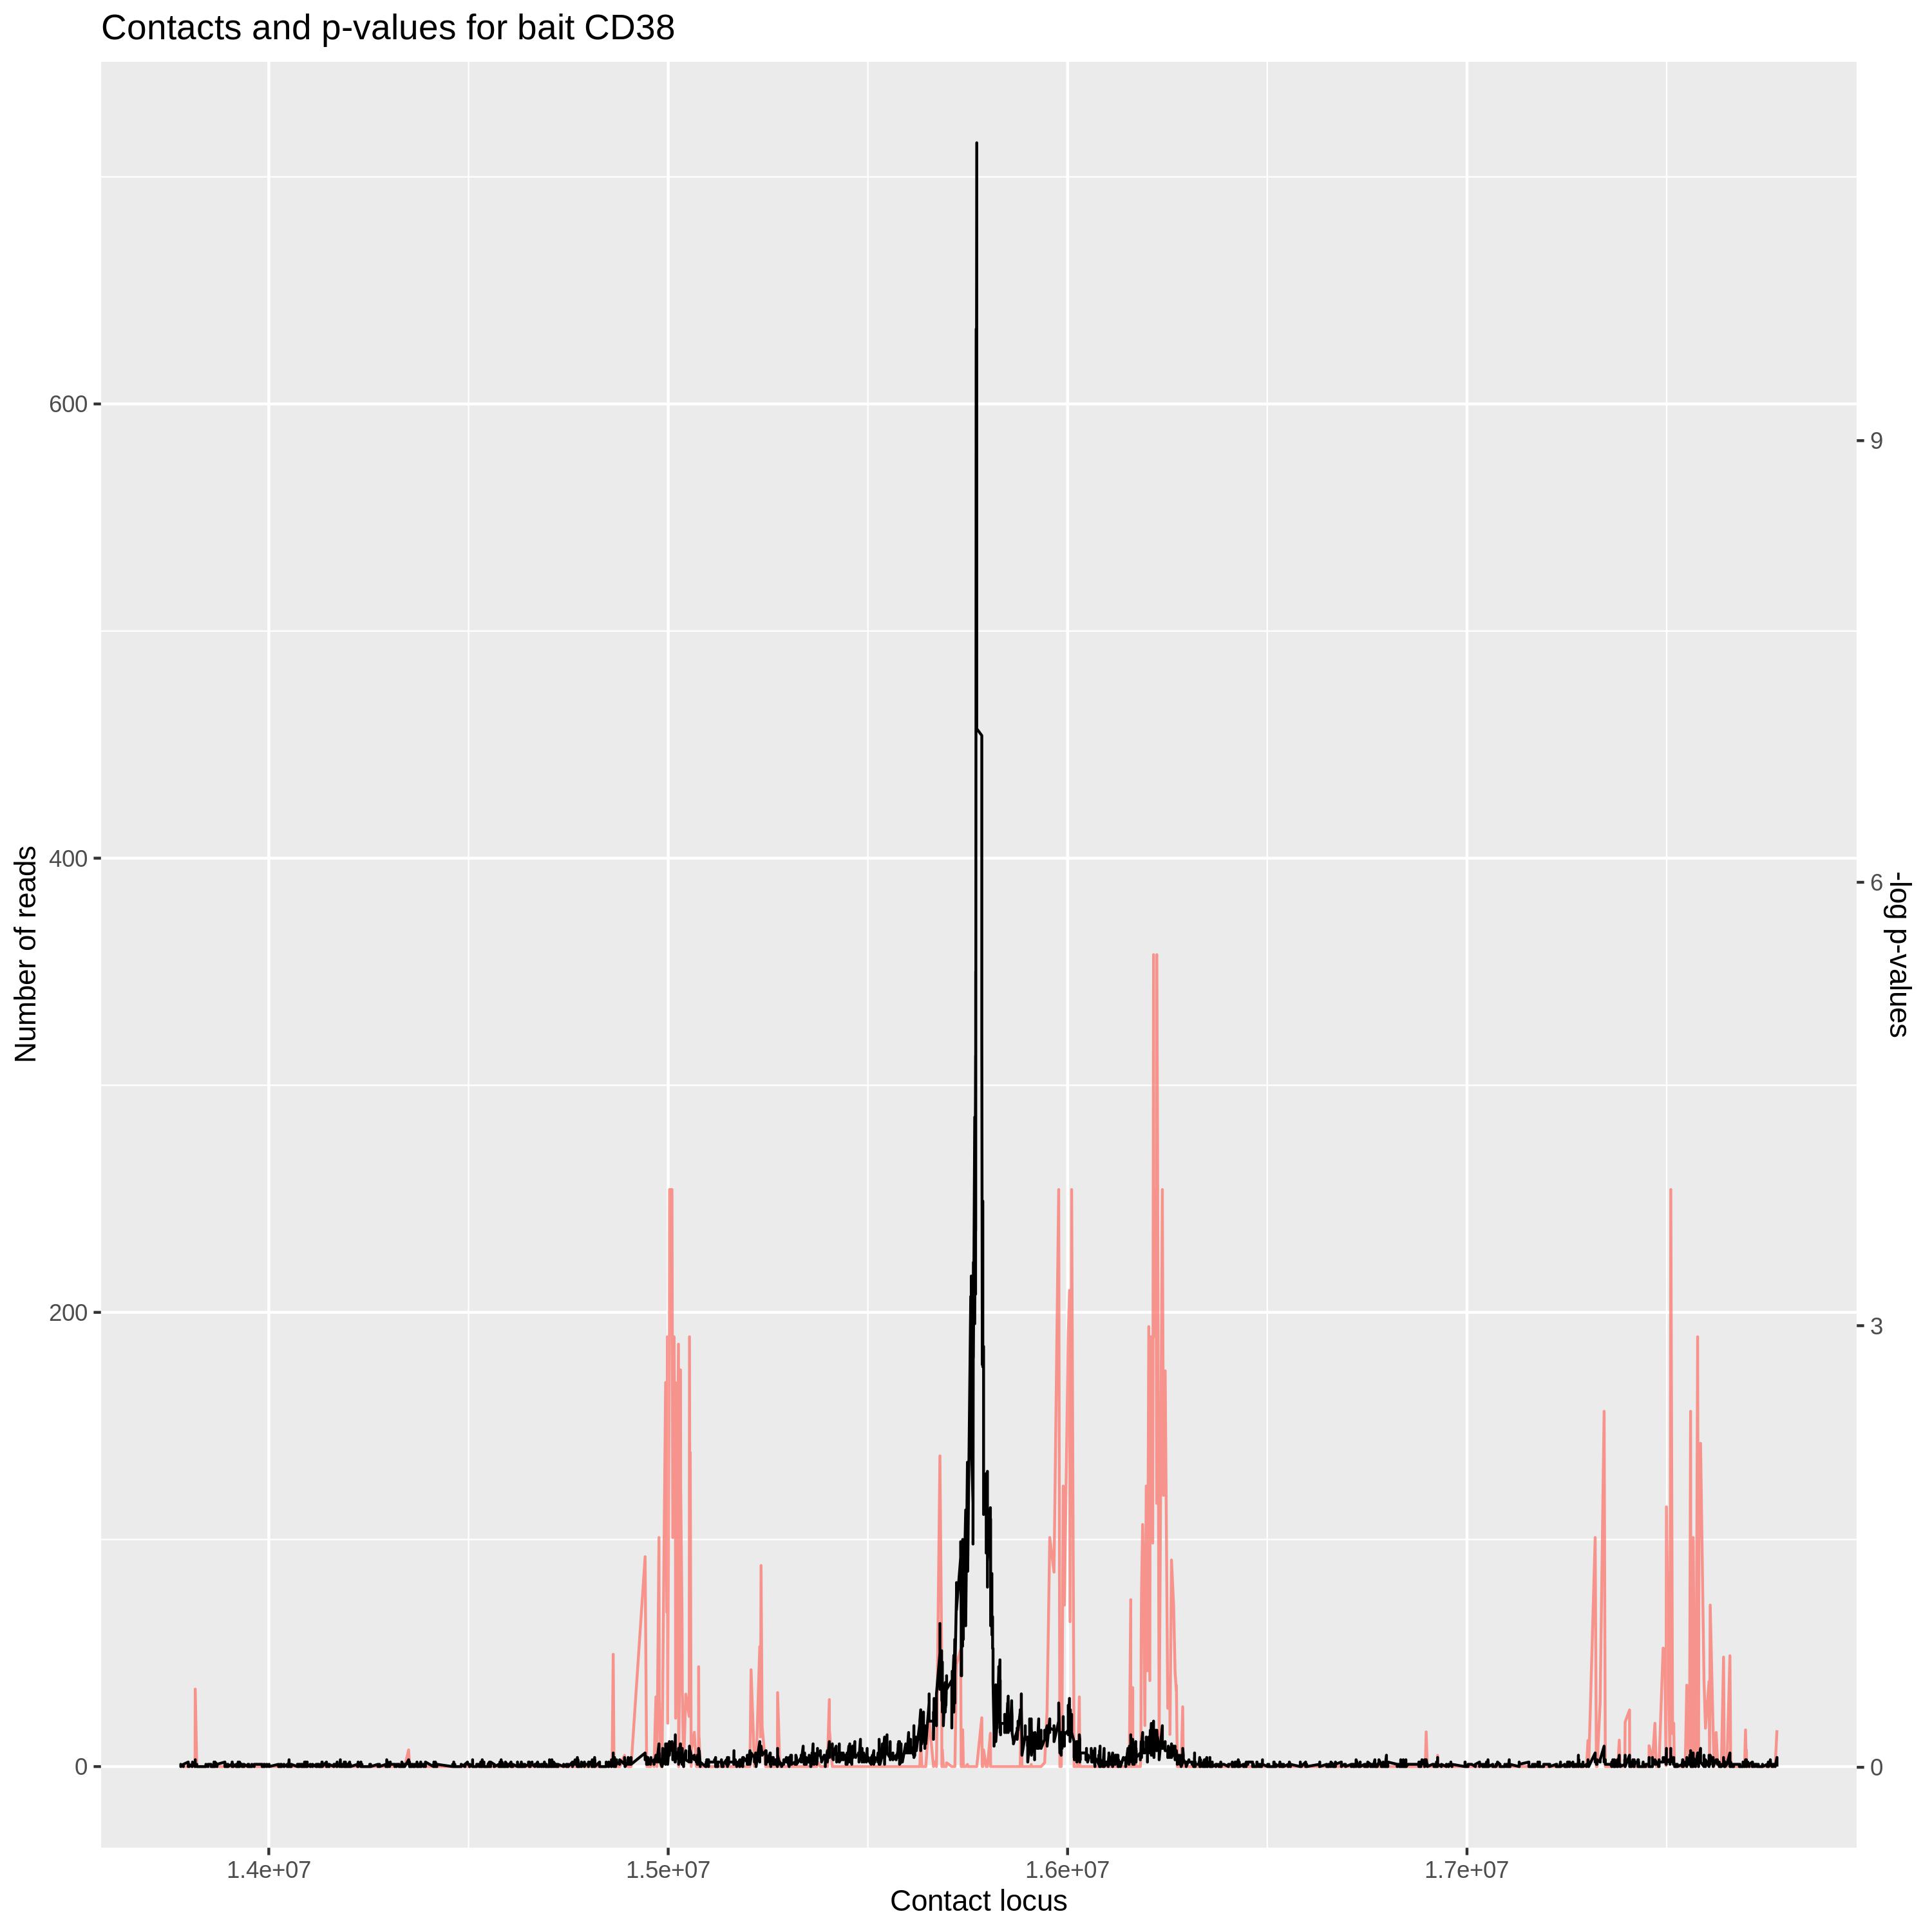 Contacts and p-values for bait CD38
600
400
200
0
9
6
3
0
Number of reads
-log p-values
1.4e+07 1.5e+07 1.6e+07 1.7e+07
Contact locus